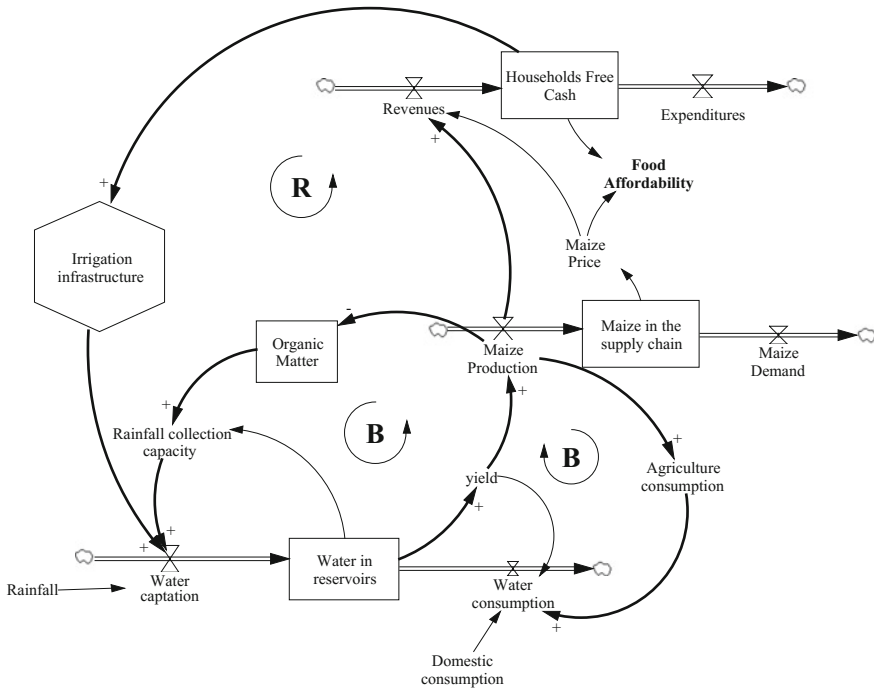 Households Free
Cash
Revenues
Expenditures
+
+
R
Food
Affordability
Irrigation
infrastructure
Maize
Price
-
Organic
Matter
Maize
Production
Maize in the
supply chain
Maize
Demand
+
+
+
Rainfall collection
capacity
B
B
Agriculture
consumption
yield
+
+
+
Water
captation
Water in
reservoirs
Water
consumption
Rainfall
+
Domestic
consumption